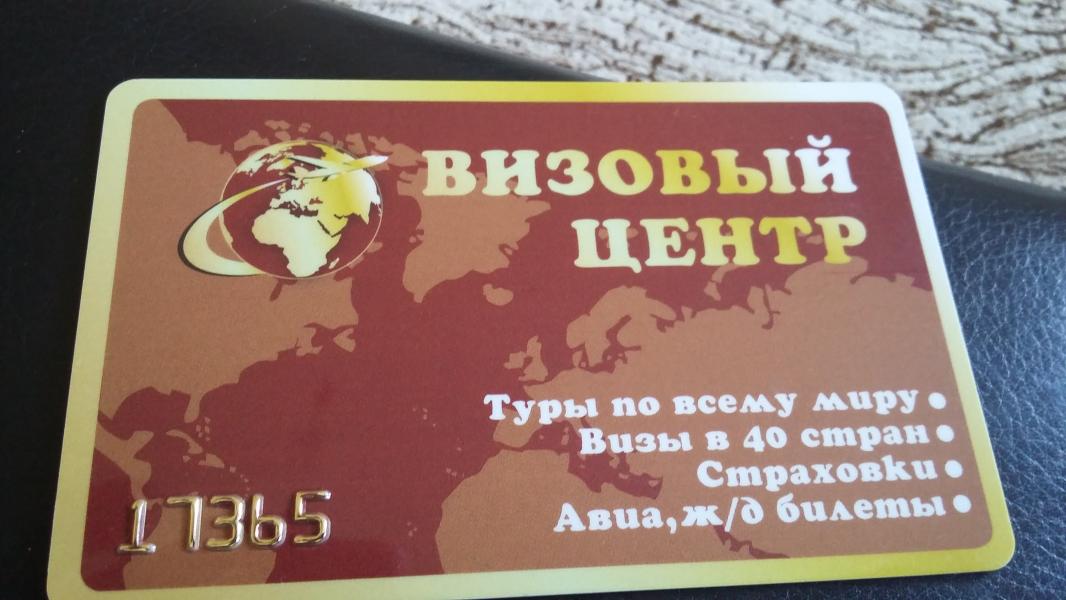 ВИЗОВЫЙ
ЦЕНТР
Туры по всему миру •
Визы в 40 стран •
Страховки •
Авиа, ж/д билеты •
17365